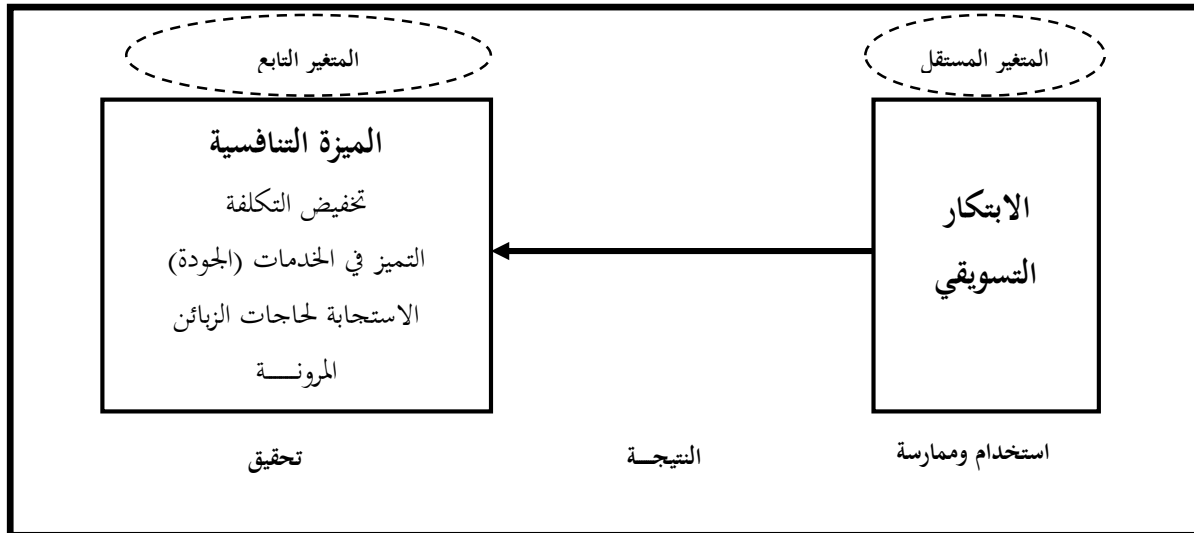 المتغير المستقل
المتغير التابع
الابتكار
التسويقي
الميزة التنافسية
تخفيض التكلفة
التميز في الخدمات (الجودة)
الاستجابة لحاجات الزبائن
المرونـــــة
استخدام وممارسة
النتيجــة
تحقيق